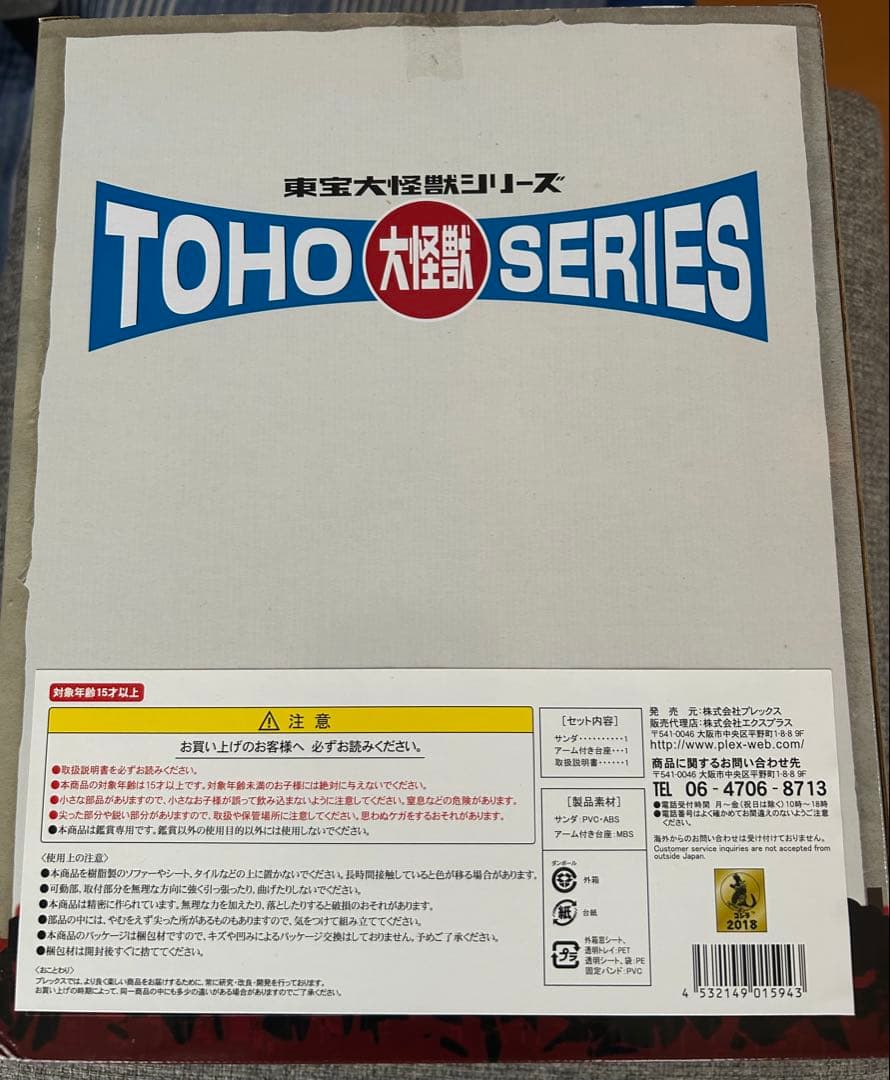 東宝大怪獣シリーズ
TOHO 大怪獣 SERIES
対象年齢15才以上
注意
お買い上げのお客様へ 必ずお読みください。
●取扱説明書を必ずお読みください。
●本商品の対象年齢は15才以上です。対象年齢未満のお子様には絶対に与えないでください。
●小さな部品がありますので、小さなお子様が誤って飲み込まないように注意してください。窒息などの危険があります。
●尖った部分や鋭い部分がありますので、取扱や保管場所に注意してください。思わぬケガをするおそれがあります。
●本商品は鑑賞専用です。鑑賞以外の使用目的以外には使用しないでください。
〈使用上の注意〉
●本商品を樹脂製のソファーやシート、タイルなどの上に置かないでください。長時間接触していると色が移る場合があります。
●可動部、取付部分を無理な方向に強く引っ張ったり、曲げたりしないでください。
●本商品は精密に作られています。無理な力を加えたり、落としたりすると破損のおそれがあります。
●部品の中には、やむをえず尖った所があるものもありますので、気をつけて組み立ててください。
●本商品のパッケージは梱包材ですので、キズや凹みによるパッケージ交換はしておりません。予めご了承ください。
●梱包材は開封後すぐに捨ててください。
〈おことわり〉
プレックスでは、より良く楽しい商品をお届けするために、常に研究・改良・開発を行っております。
お買い上げの時期によって、同一商品の中にも多少の違いがある場合がありますのでご了承ください。
［セット内容］
サンダ・・・・・・・・・・1
アーム付き台座・・・1
取扱説明書・・・・・・1
［製品素材］
サンダ：PVC・ABS
アーム付き台座：MBS
ダンボール
外箱
紙
台紙
プラ
外箱窓シート、
透明トレイ：PET
透明シート、袋：PE
固定バンド：PVC
発　売　元：株式会社プレックス
販売代理店：株式会社エクスプラス
〒541-0046 大阪市中央区平野町1-8-8 9F
http://www.plex-web.com/
商品に関するお問い合わせ先
〒541-0046 大阪市中央区平野町1-8-8 9F
TEL 06-4706-8713
●電話受付時間 月〜金(祝日は除く)10時〜18時
●電話番号はよく確かめてお間違えのないようご注意
ください。
海外からのお問い合わせは受け付けておりません。
Customer service inquiries are not accepted from
outside Japan.
ゴジラ
2018
4 532149 015943